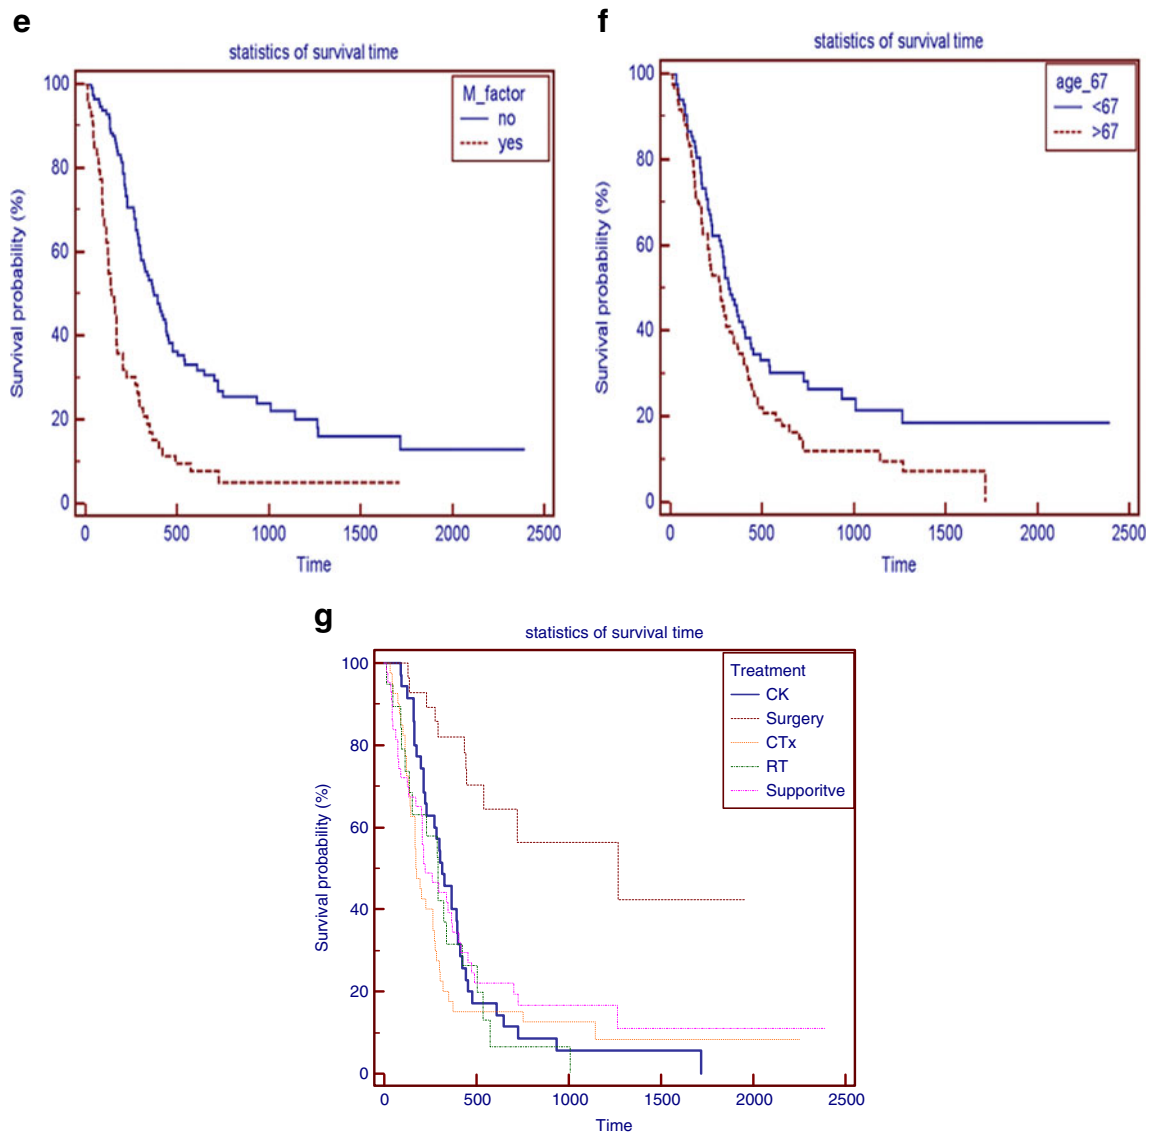 e
statistics of survival time
M_factor
no
yes
100
80
60
40
20
0
Survival probability (%)
0 500 1000 1500 2000 2500
Time
f
statistics of survival time
age_67
<67
>67
100
80
60
40
20
0
Survival probability (%)
0 500 1000 1500 2000 2500
Time
g
statistics of survival time
Treatment
CK
Surgery
CTx
RT
Supporitve
100
80
60
40
20
0
Survival probability (%)
0 500 1000 1500 2000 2500
Time